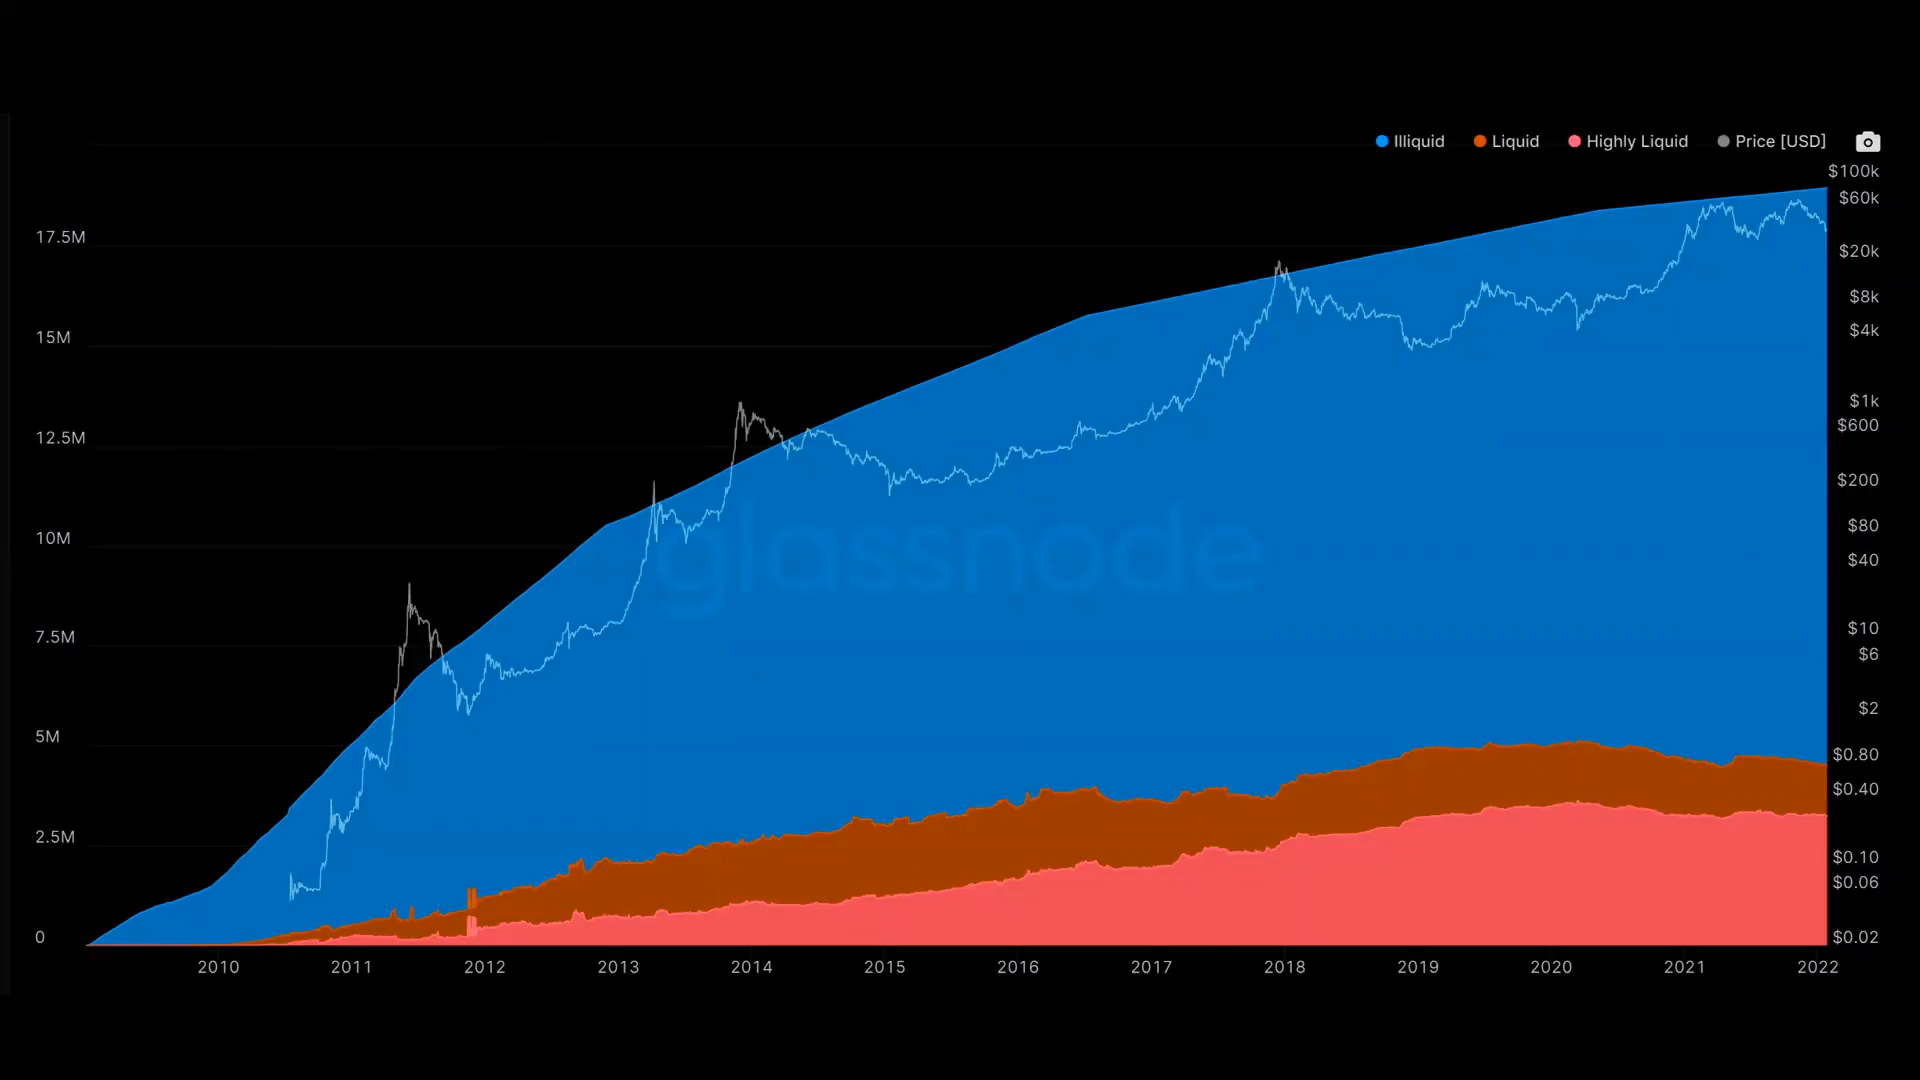 Illiquid Liquid Highly Liquid Price [USD]
$100k
$60k
17.5M
$20k
$8k
15M
$4k
$1k
12.5M
$600
$200
glassnode
$80
10M
$40
$10
7.5M
$6
$2
5M
$0.80
$0.40
2.5M
$0.10
$0.06
0
$0.02
2010 2011 2012 2013 2014 2015 2016 2017 2018 2019 2020 2021 2022